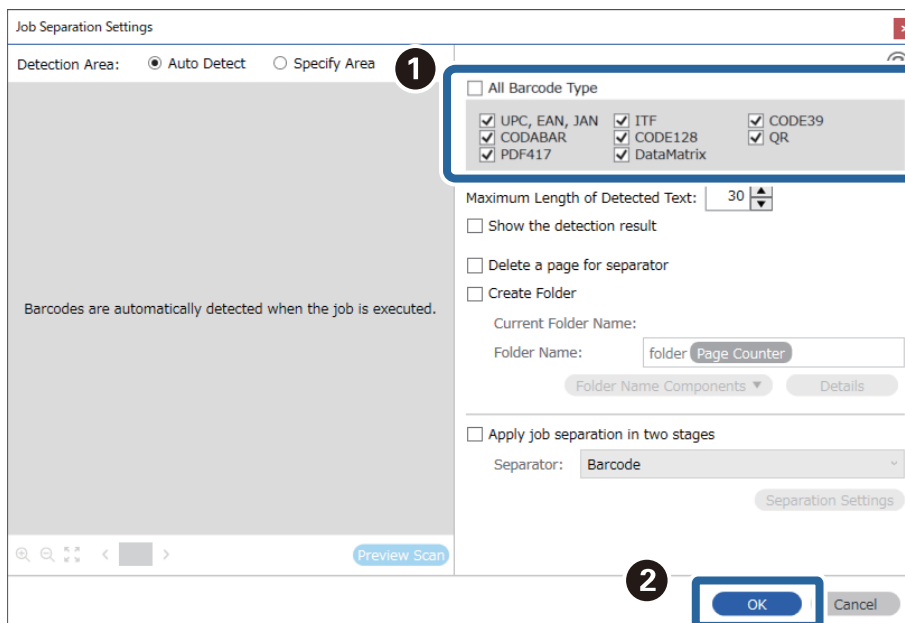 Job Separation Settings
Detection Area: Auto Detect Specify Area
1
All Barcode Type
UPC, EAN, JAN ITF CODE39
CODABAR CODE128 QR
PDF417 DataMatrix
Maximum Length of Detected Text: 30
Show the detection result
Delete a page for separator
Create Folder
Barcodes are automatically detected when the job is executed.
Current Folder Name:
Folder Name: folder Page Counter
Folder Name Components Details
Apply job separation in two stages
Separator: Barcode
Separation Settings
Preview Scan
2
OK Cancel